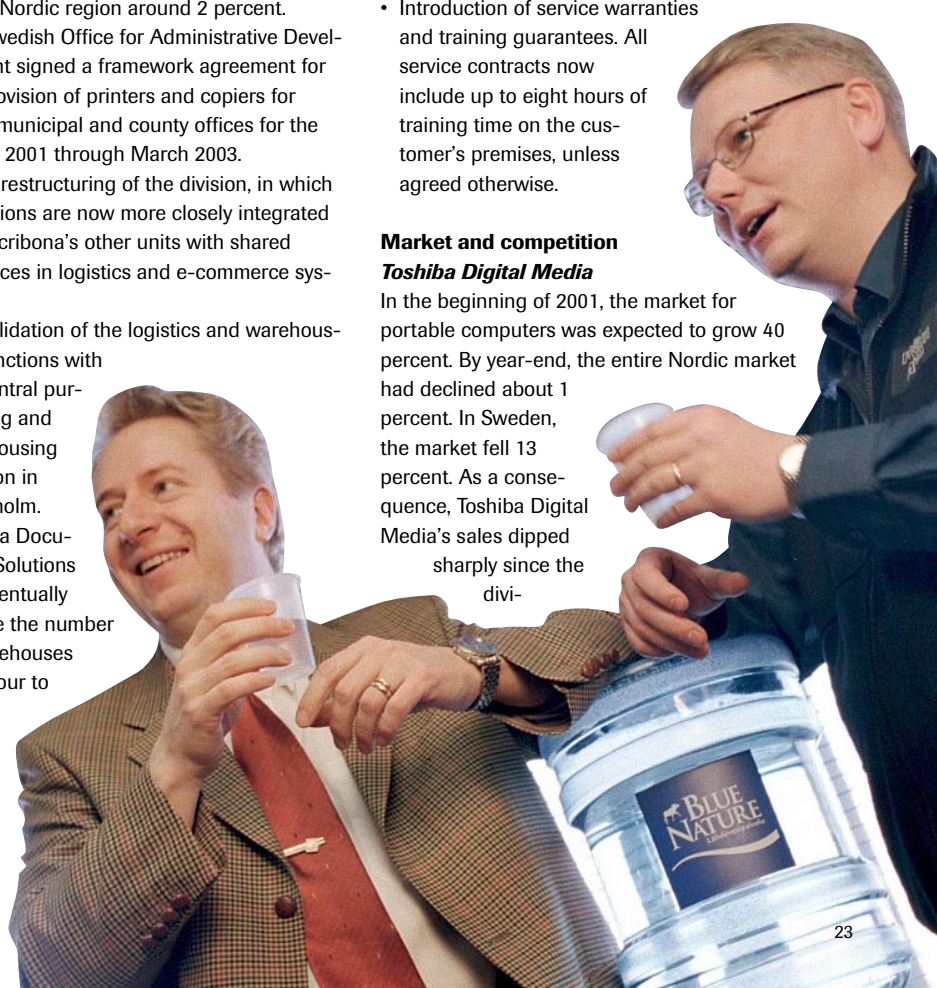 Nordic region around 2 percent.
wedish Office for Administrative Devel-
nt signed a framework agreement for
ovision of printers and copiers for
municipal and county offices for the
2001 through March 2003.
restructuring of the division, in which
ions are now more closely integrated
cribona's other units with shared
ces in logistics and e-commerce sys-
lidation of the logistics and warehous-
nctions with
ntral pur-
g and
ousing
on in
holm.
a Docu-
Solutions
entually
e the number
ehouses
our to
• Introduction of service warranties
and training guarantees. All
service contracts now
include up to eight hours of
training time on the cus-
tomer's premises, unless
agreed otherwise.
Market and competition
Toshiba Digital Media
In the beginning of 2001, the market for
portable computers was expected to grow 40
percent. By year-end, the entire Nordic market
had declined about 1
percent. In Sweden,
the market fell 13
percent. As a conse-
quence, Toshiba Digital
Media's sales dipped
sharply since the
divi-
BLUE
NATURE
23